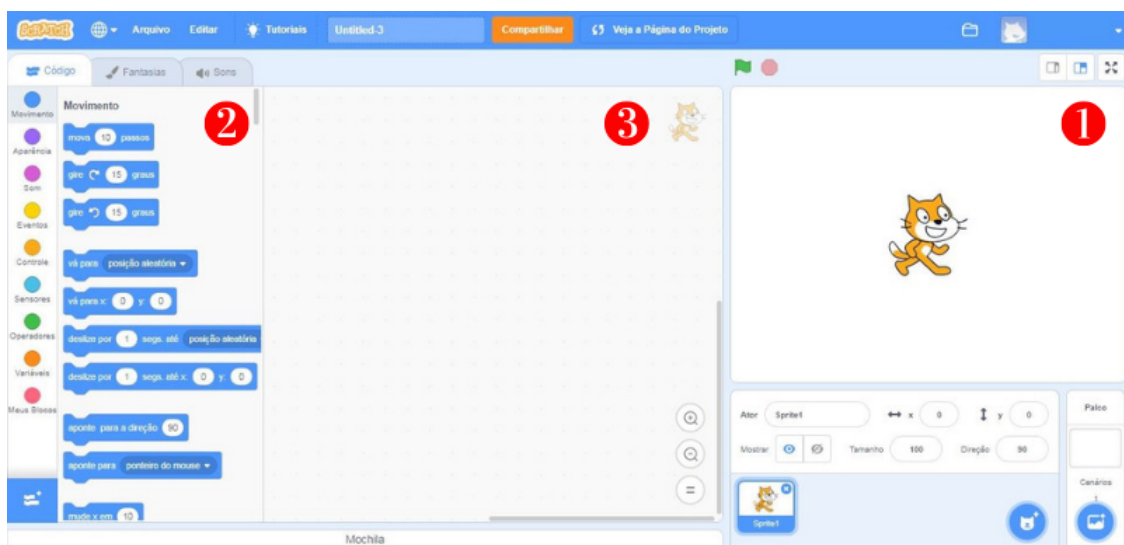 SCRATCH Arquivo Editar Tutoriais Untitled-3 Compartilhar Veja a Página do Projeto
Código Fantasias Sons
Movimento
Aparência
Som
Eventos
Controle
Sensores
Operadores
Variáveis
Meus Blocos
Movimento
2
mova 10 passos
gire 15 graus
gire 15 graus
vá para posição aleatória
vá para x: 0 y: 0
deslize por 1 segs. até posição aleatória
deslize por 1 segs. até x: 0 y: 0
aponte para a direção 90
aponte para ponteiro do mouse
mude x em 10
3
1
Ator Sprite1 x 0 y 0
Mostrar Tamanho 100 Direção 90
Sprite1
Palco
Cenários
1
Mochila